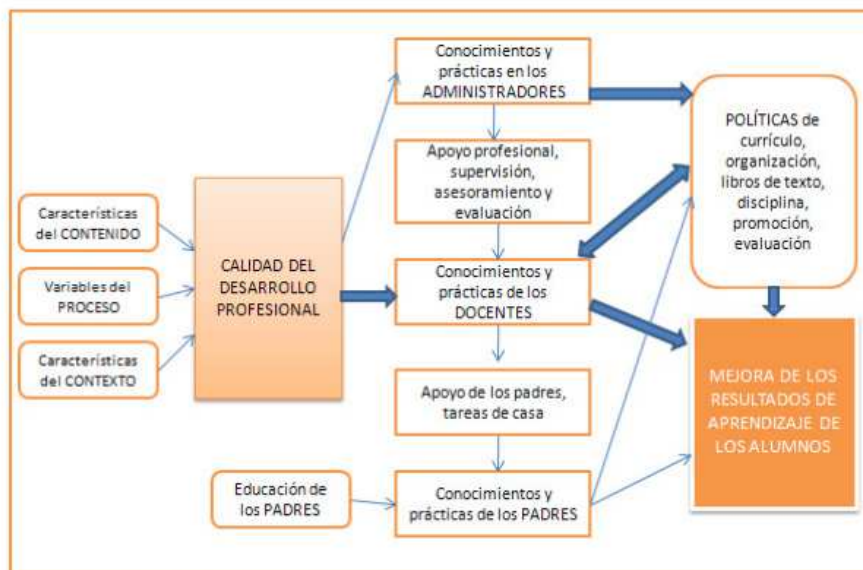 Características
del CONTENIDO
Variables del
PROCESO
Características
del CONTEXTO
CALIDAD DEL
DESARROLLO
PROFESIONAL
Conocimientos y
prácticas en los
ADMINISTRADORES
Apoyo profesional,
supervisión,
asesoramiento y
evaluación
Conocimientos y
prácticas de los
DOCENTES
Apoyo de los padres,
tareas de casa
Educación de
los PADRES
Conocimientos y
prácticas de los PADRES
POLÍTICAS de
currículo,
organización,
libros de texto,
disciplina,
promoción,
evaluación
MEJORA DE LOS
RESULTADOS DE
APRENDIZAJE DE
LOS ALUMNOS